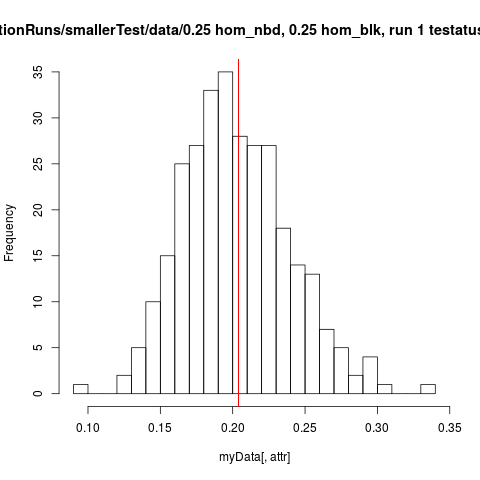 tionRuns/smallerTest/data/0.25 hom_nbd, 0.25 hom_blk, run 1 testatus
Frequency
35
30
25
20
15
10
5
0
0.10 0.15 0.20 0.25 0.30 0.35
myData[, attr]